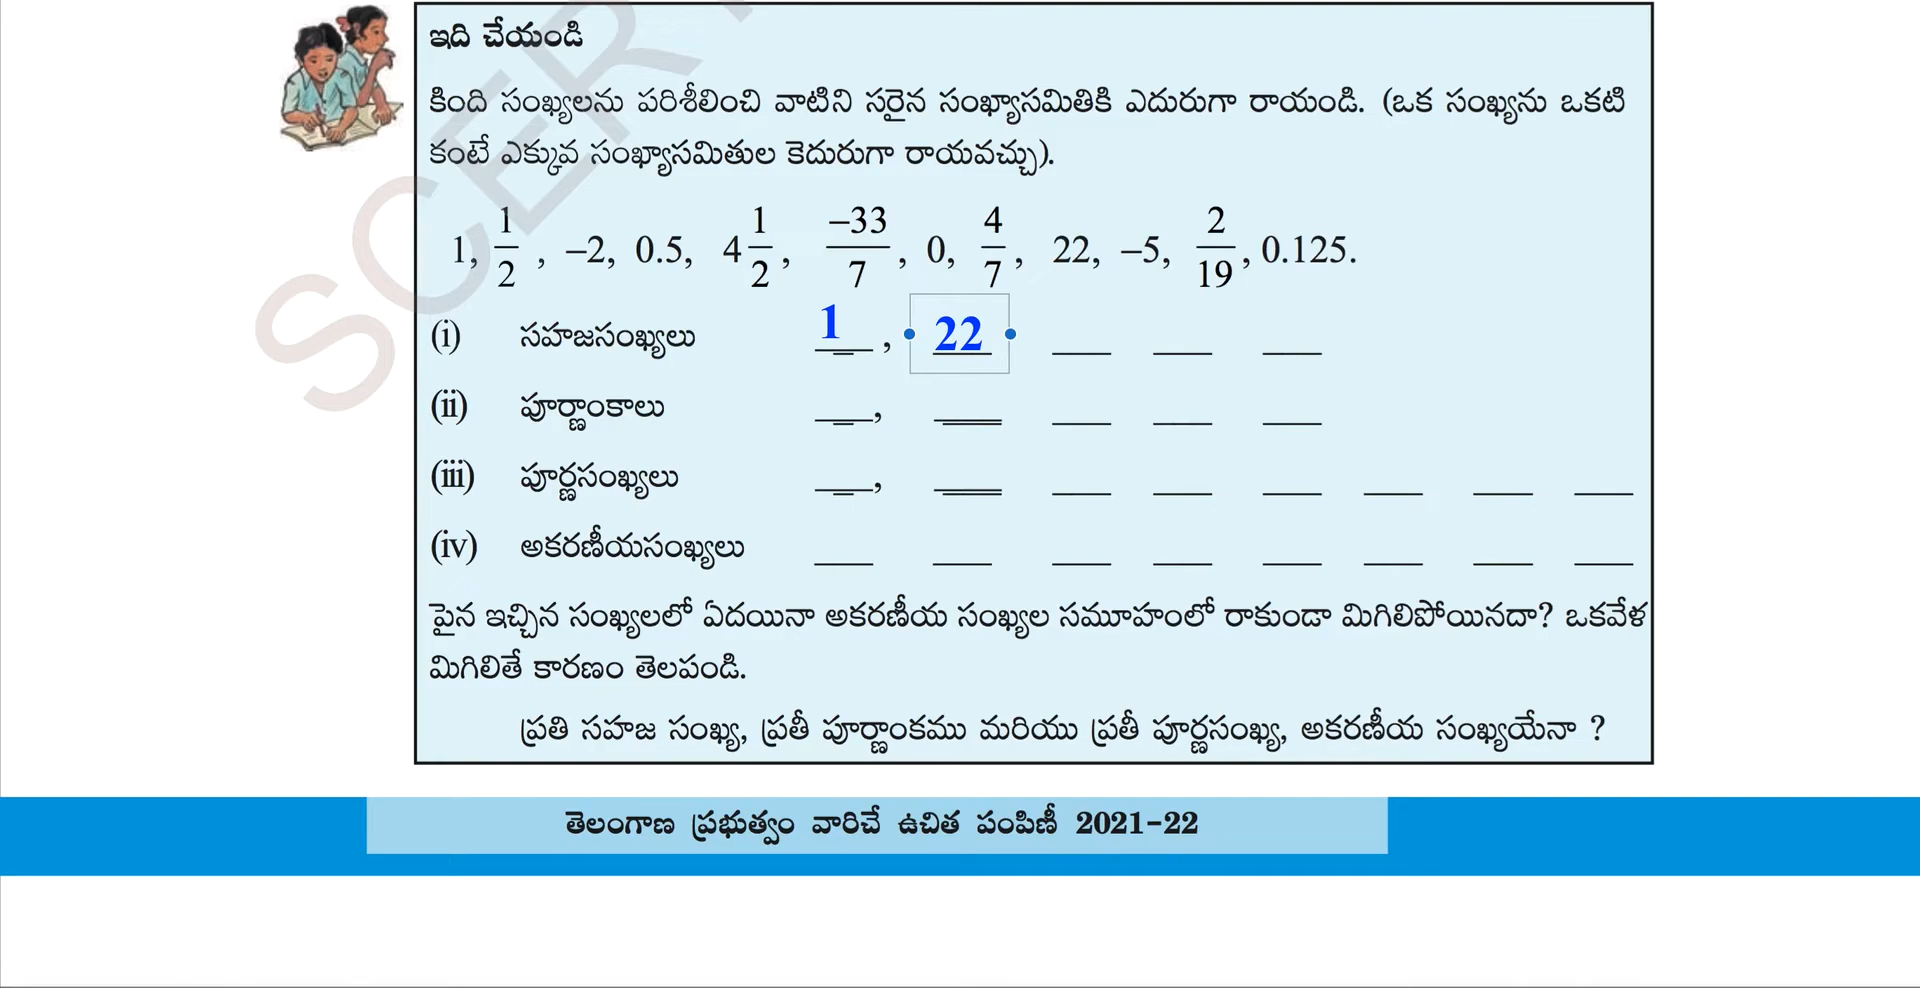 ఇది చేయండి
కింది సంఖ్యలను పరిశీలించి వాటిని సరైన సంఖ్యాసమితికి ఎదురుగా రాయండి. (ఒక సంఖ్యను ఒకటి
కంటే ఎక్కువ సంఖ్యాసమితుల కెదురుగా రాయవచ్చు).
1, 1/2, –2, 0.5, 4 1/2, –33/7, 0, 4/7, 22, –5, 2/19, 0.125.
(i) సహజసంఖ్యలు 1, 22
(ii) పూర్ణాంకాలు ,
(iii) పూర్ణసంఖ్యలు ,
(iv) అకరణీయసంఖ్యలు
పైన ఇచ్చిన సంఖ్యలలో ఏదయినా అకరణీయ సంఖ్యల సమూహంలో రాకుండా మిగిలిపోయినదా? ఒకవేళ
మిగిలితే కారణం తెలపండి.
ప్రతి సహజ సంఖ్య, ప్రతీ పూర్ణాంకము మరియు ప్రతీ పూర్ణసంఖ్య, అకరణీయ సంఖ్యయేనా ?
తెలంగాణ ప్రభుత్వం వారిచే ఉచిత పంపిణీ 2021-22
SCER